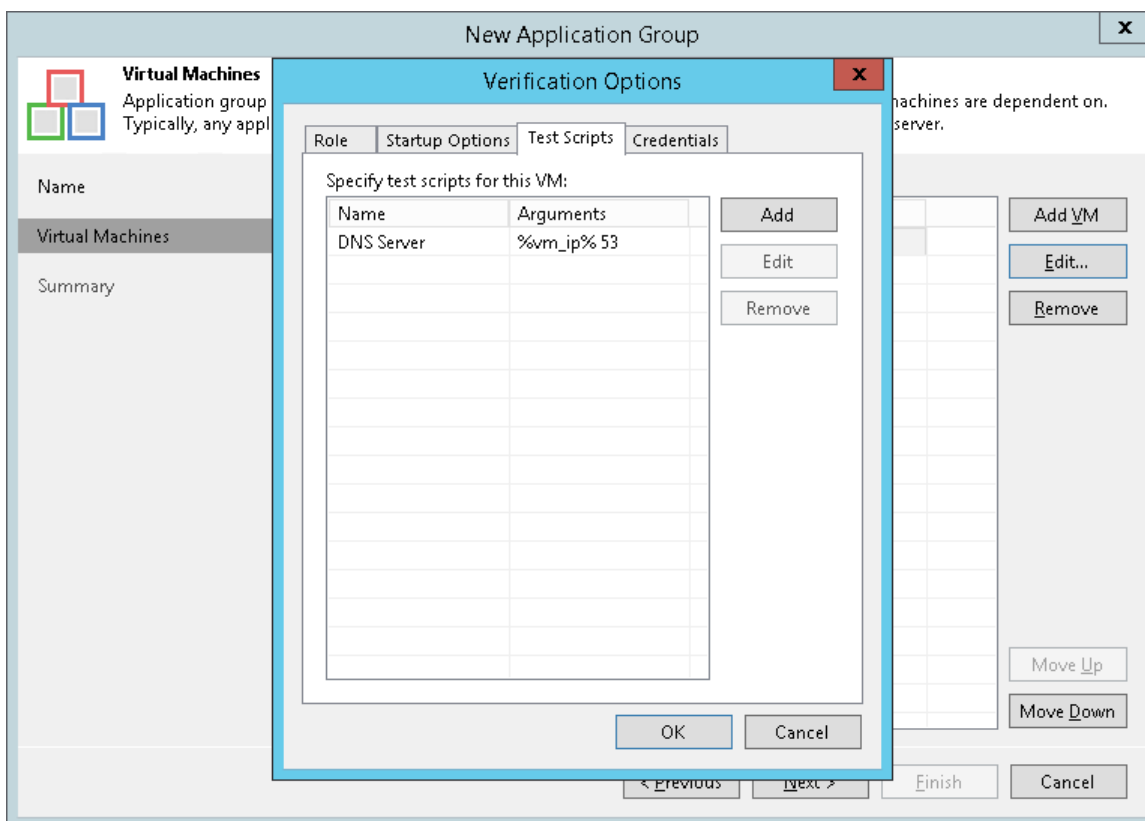 New Application Group
x
Virtual Machines
Application group
machines are dependent on.
Typically, any appl
server.
Name
Virtual Machines
Summary
Verification Options
x
Role
Startup Options
Test Scripts
Credentials
Specify test scripts for this VM:
Name Arguments
DNS Server %vm_ip% 53
Add
Edit
Remove
OK
Cancel
Add VM
Edit...
Remove
Move Up
Move Down
< Previous
Next >
Finish
Cancel